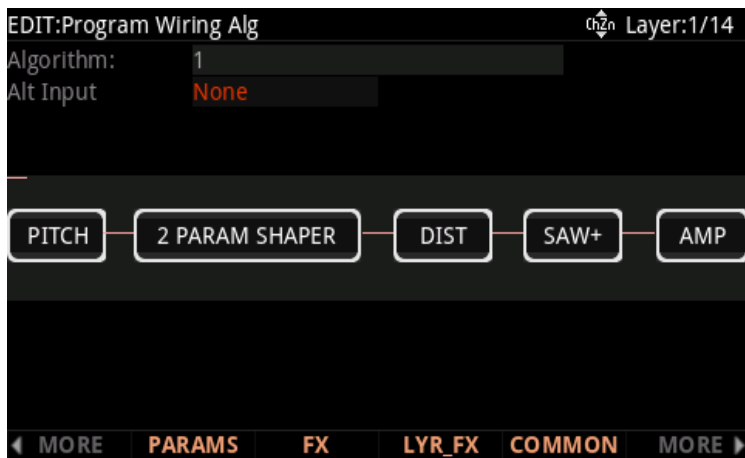 EDIT:Program Wiring Alg ChZn Layer:1/14
Algorithm: 1
Alt Input None
PITCH 2 PARAM SHAPER DIST SAW+ AMP
MORE PARAMS FX LYR_FX COMMON MORE